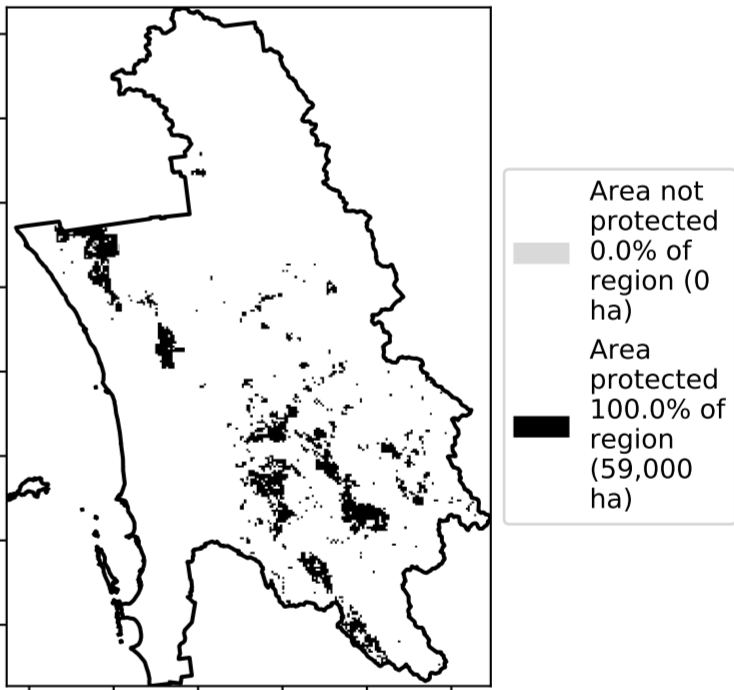 Area not
protected
0.0% of
region (0
ha)
Area
protected
100.0% of
region
(59,000
ha)